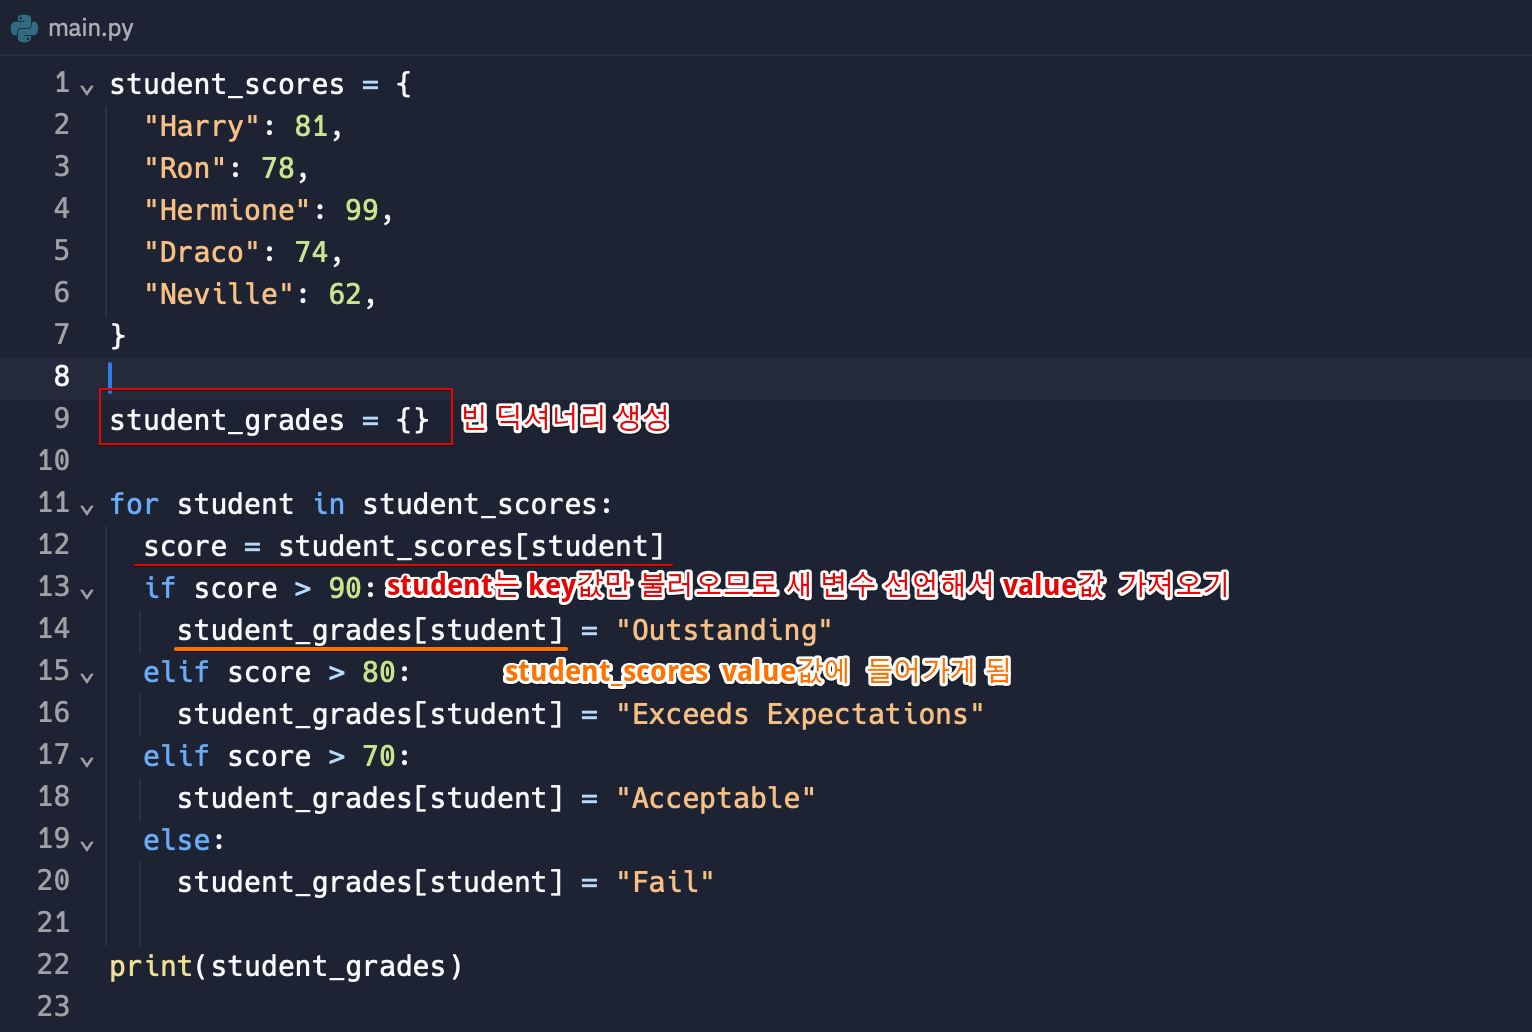 main.py
1 student_scores = {
2 "Harry": 81,
3 "Ron": 78,
4 "Hermione": 99,
5 "Draco": 74,
6 "Neville": 62,
7 }
8
9 student_grades = {} 빈 딕셔너리 생성
10
11 for student in student_scores:
12 score = student_scores[student]
13 if score > 90: student는 key값만 불러오므로 새 변수 선언해서 value값 가져오기
14 student_grades[student] = "Outstanding"
15 elif score > 80: student_scores value값에 들어가게 됨
16 student_grades[student] = "Exceeds Expectations"
17 elif score > 70:
18 student_grades[student] = "Acceptable"
19 else:
20 student_grades[student] = "Fail"
21
22 print(student_grades)
23